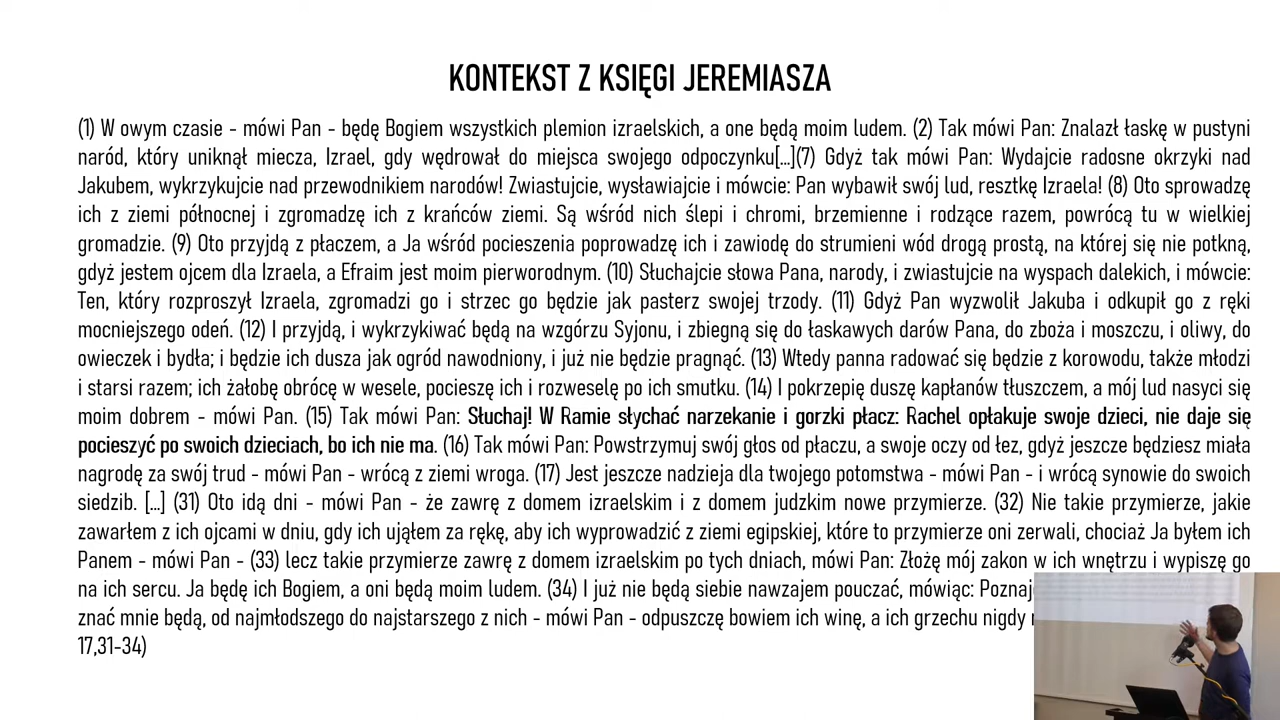 KONTEKST Z KSIĘGI JEREMIASZA
(1) W owym czasie - mówi Pan - będę Bogiem wszystkich plemion izraelskich, a one będą moim ludem. (2) Tak mówi Pan: Znalazł łaskę w pustyni
naród, który uniknął miecza, Izrael, gdy wędrował do miejsca swojego odpoczynku[...](7) Gdyż tak mówi Pan: Wydajcie radosne okrzyki nad
Jakubem, wykrzykujcie nad przewodnikiem narodów! Zwiastujcie, wysławiajcie i mówcie: Pan wybawił swój lud, resztkę Izraela! (8) Oto sprowadzę
ich z ziemi północnej i zgromadzę ich z krańców ziemi. Są wśród nich ślepi i chromi, brzemienne i rodzące razem, powrócą tu w wielkiej
gromadzie. (9) Oto przyjdą z płaczem, a Ja wśród pocieszenia poprowadzę ich i zawiodę do strumieni wód drogą prostą, na której się nie potkną,
gdyż jestem ojcem dla Izraela, a Efraim jest moim pierworodnym. (10) Słuchajcie słowa Pana, narody, i zwiastujcie na wyspach dalekich, i mówcie:
Ten, który rozproszył Izraela, zgromadzi go i strzec go będzie jak pasterz swojej trzody. (11) Gdyż Pan wyzwolił Jakuba i odkupił go z ręki
mocniejszego odeń. (12) I przyjdą, i wykrzykiwać będą na wzgórzu Syjonu, i zbiegną się do łaskawych darów Pana, do zboża i moszczu, i oliwy, do
owieczek i bydła; i będzie ich dusza jak ogród nawodniony, i już nie będzie pragnąć. (13) Wtedy panna radować się będzie z korowodu, także młodzi
i starsi razem; ich żałobę obrócę w wesele, pocieszę ich i rozweselę po ich smutku. (14) I pokrzepię duszę kapłanów tłuszczem, a mój lud nasyci się
moim dobrem - mówi Pan. (15) Tak mówi Pan: Słuchaj! W Ramie słychać narzekanie i gorzki płacz: Rachel opłakuje swoje dzieci, nie daje się
pocieszyć po swoich dzieciach, bo ich nie ma. (16) Tak mówi Pan: Powstrzymuj swój głos od płaczu, a swoje oczy od łez, gdyż jeszcze będziesz miała
nagrodę za swój trud - mówi Pan - wrócą z ziemi wroga. (17) Jest jeszcze nadzieja dla twojego potomstwa - mówi Pan - i wrócą synowie do swoich
siedzib. [...] (31) Oto idą dni - mówi Pan - że zawrę z domem izraelskim i z domem judzkim nowe przymierze. (32) Nie takie przymierze, jakie
zawarłem z ich ojcami w dniu, gdy ich ująłem za rękę, aby ich wyprowadzić z ziemi egipskiej, które to przymierze oni zerwali, chociaż Ja byłem ich
Panem - mówi Pan - (33) lecz takie przymierze zawrę z domem izraelskim po tych dniach, mówi Pan: Złożę mój zakon w ich wnętrzu i wypiszę go
na ich sercu. Ja będę ich Bogiem, a oni będą moim ludem. (34) I już nie będą siebie nawzajem pouczać, mówiąc:
znać mnie będą, od najmłodszego do najstarszego z nich - mówi Pan - odpuszczę bowiem ich winę, a ich grzechu nigdy
17,31-34)